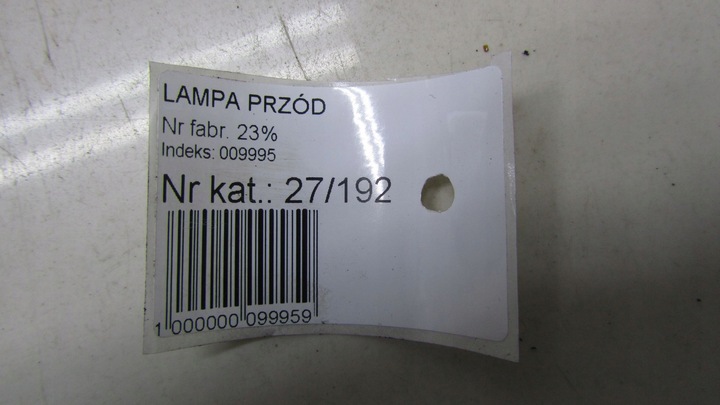 LAMPA PRZÓD
Nr fabr. 23%
Indeks: 009995
Nr kat.: 27/192
1 000000 099959